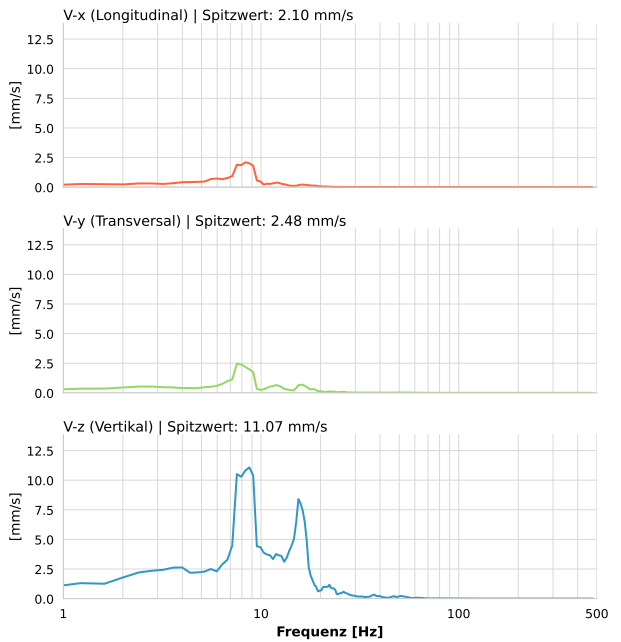 V-x (Longitudinal) | Spitzwert: 2.10 mm/s
12.5
10.0
7.5
5.0
2.5
0.0
[mm/s]
V-y (Transversal) | Spitzwert: 2.48 mm/s
12.5
10.0
7.5
5.0
2.5
0.0
[mm/s]
V-z (Vertikal) | Spitzwert: 11.07 mm/s
12.5
10.0
7.5
5.0
2.5
0.0
[mm/s]
1 10 100 500
Frequenz [Hz]